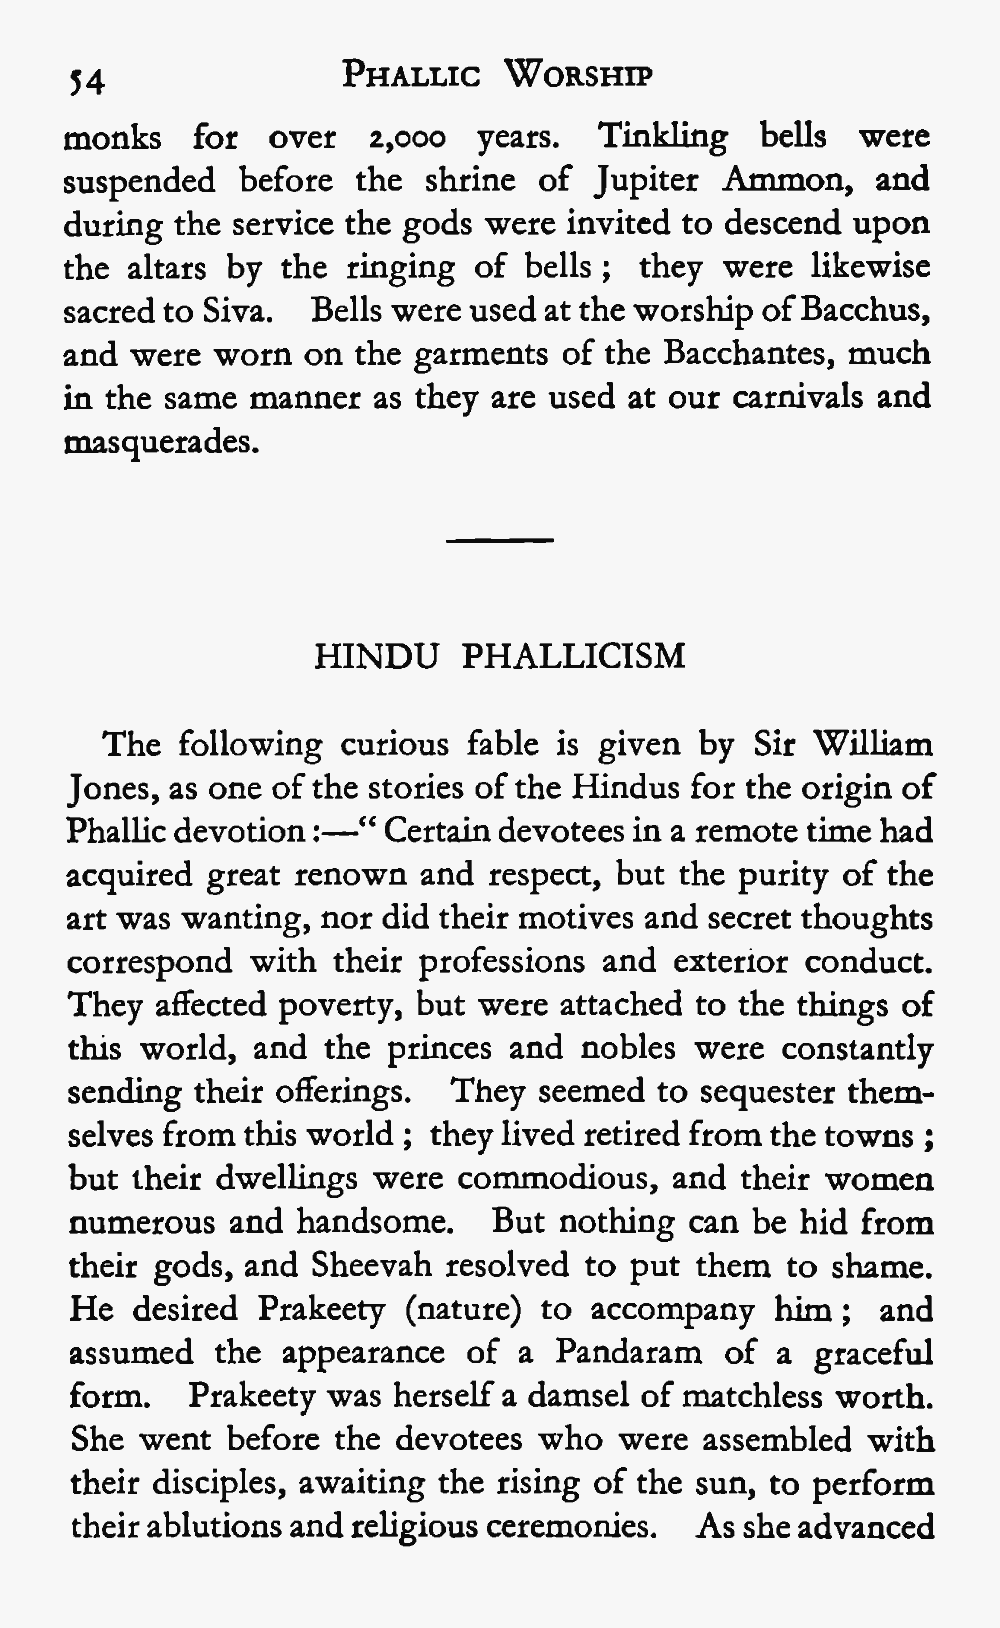 54 Phallic Worship
monks for over 2,000 years. Tinkling bells were
suspended before the shrine of Jupiter Ammon, and
during the service the gods were invited to descend upon
the altars by the ringing of bells ; they were likewise
sacred to Siva. Bells were used at the worship of Bacchus,
and were worn on the garments of the Bacchantes, much
in the same manner as they are used at our carnivals and
masquerades.
HINDU PHALLICISM
The following curious fable is given by Sir William
Jones, as one of the stories of the Hindus for the origin of
Phallic devotion :—“ Certain devotees in a remote time had
acquired great renown and respect, but the purity of the
art was wanting, nor did their motives and secret thoughts
correspond with their professions and exterior conduct.
They affected poverty, but were attached to the things of
this world, and the princes and nobles were constantly
sending their offerings. They seemed to sequester them-
selves from this world ; they lived retired from the towns ;
but their dwellings were commodious, and their women
numerous and handsome. But nothing can be hid from
their gods, and Sheevah resolved to put them to shame.
He desired Prakeety (nature) to accompany him ; and
assumed the appearance of a Pandaram of a graceful
form. Prakeety was herself a damsel of matchless worth.
She went before the devotees who were assembled with
their disciples, awaiting the rising of the sun, to perform
their ablutions and religious ceremonies. As she advanced